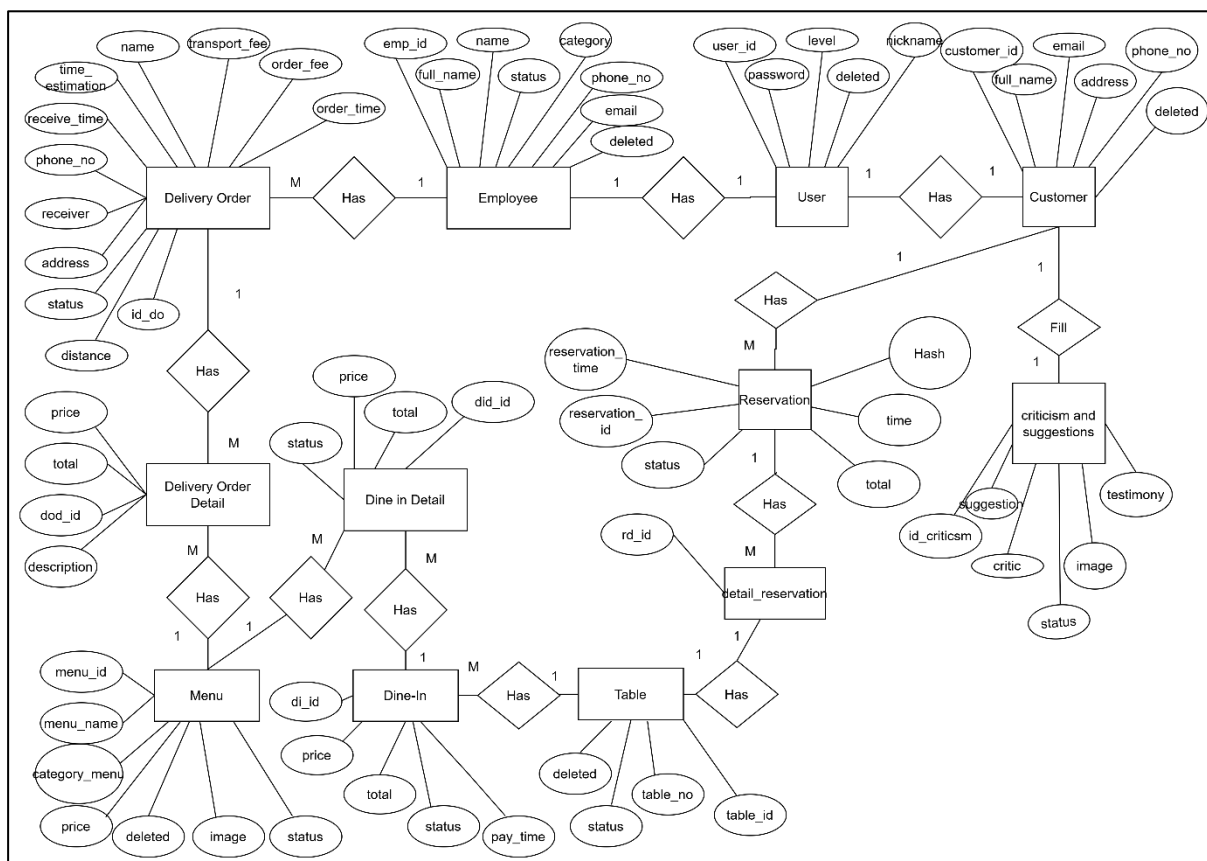 name
transport_fee
time_
estimation
order_fee
receive_time
order_time
phone_no
receiver
address
status
id_do
distance
Delivery Order
M
Has
1
emp_id
name
category
full_name
status
phone_no
email
deleted
Employee
1
Has
1
user_id
level
nickname
password
deleted
User
1
Has
1
customer_id
email
phone_no
full_name
address
deleted
Customer
1
Has
M
1
Fill
1
1
Has
M
reservation_
time
reservation_
id
status
Hash
time
total
Reservation
1
Has
M
criticism and
suggestions
suggestion
id_criticsm
critic
status
image
testimony
price
total
dod_id
description
Delivery Order
Detail
M
Has
1
price
total
did_id
status
Dine in Detail
M
Has
1
M
Has
1
rd_id
detail_reservation
1
Has
1
menu_id
menu_name
category_menu
price
deleted
image
status
Menu
di_id
price
total
status
pay_time
Dine-In
M
Has
1
Table
deleted
status
table_no
table_id